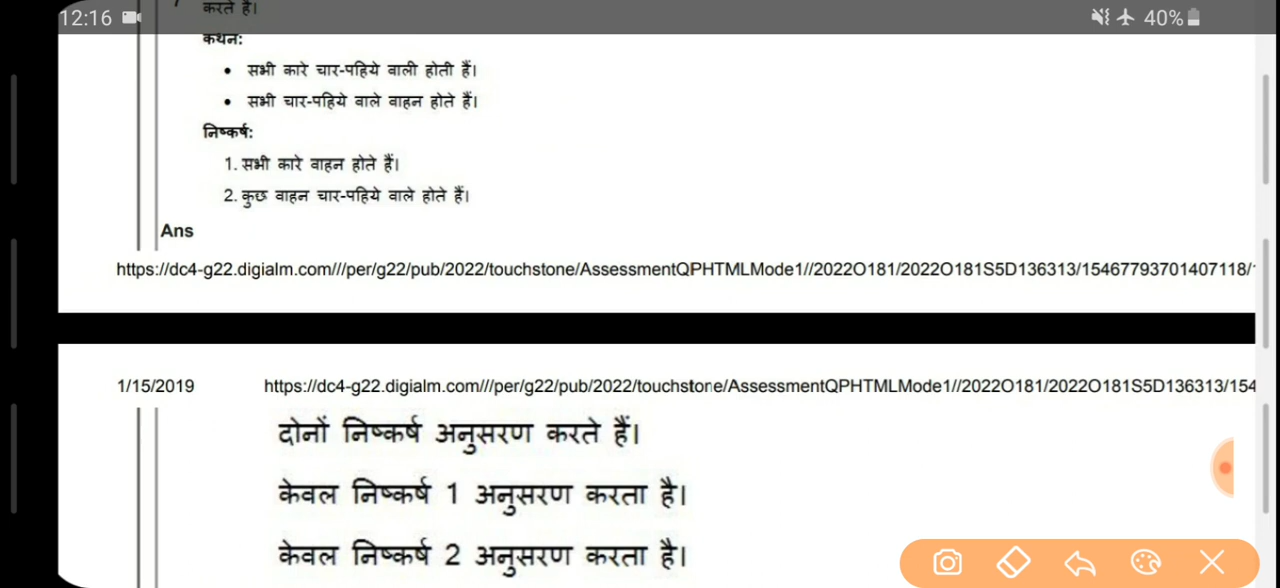 12:16
40%
करते हैं।
कथन:
• सभी कारे चार-पहिये वाली होती हैं।
• सभी चार-पहिये वाले वाहन होते हैं।
निष्कर्ष:
1. सभी कारे वाहन होते हैं।
2. कुछ वाहन चार-पहिये वाले होते हैं।
Ans
https://dc4-g22.digialm.com///per/g22/pub/2022/touchstone/AssessmentQPHTMLMode1//2022O181/2022O181S5D136313/15467793701407118/
1/15/2019 https://dc4-g22.digialm.com///per/g22/pub/2022/touchstone/AssessmentQPHTMLMode1//2022O181/2022O181S5D136313/154
दोनों निष्कर्ष अनुसरण करते हैं।
केवल निष्कर्ष 1 अनुसरण करता है।
केवल निष्कर्ष 2 अनुसरण करता है।